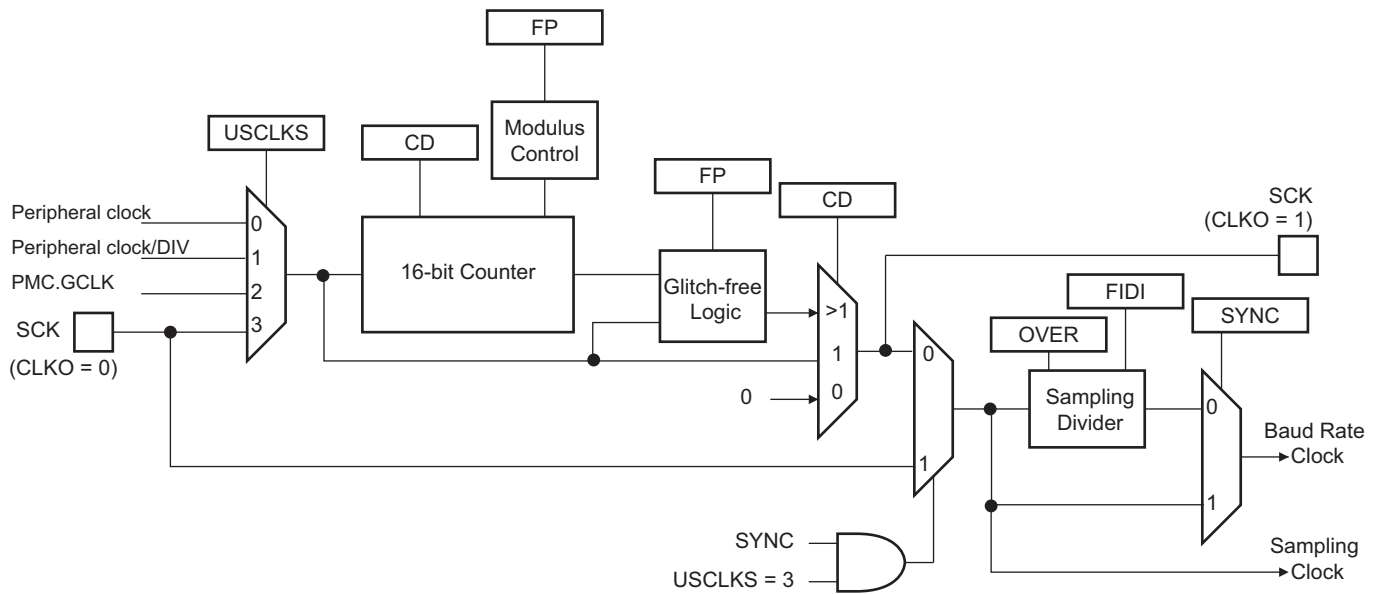 FP
USCLKS
CD
Modulus
Control
FP
CD
SCK
(CLKO = 1)
Peripheral clock
Peripheral clock/DIV
PMC.GCLK
SCK
(CLKO = 0)
0
1
2
3
16-bit Counter
Glitch-free
Logic
>1
1
0
0
0
1
FIDI
OVER
SYNC
Sampling
Divider
0
1
Baud Rate
Clock
SYNC
USCLKS = 3
Sampling
Clock